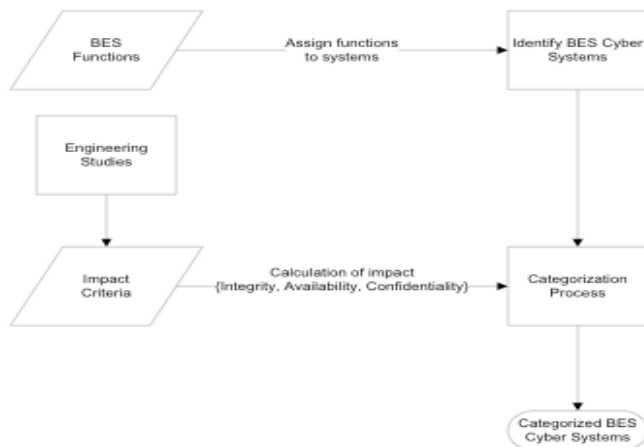 BES
Functions
Assign functions
to systems
Identify BES Cyber
Systems
Engineering
Studies
Impact
Criteria
Calculation of impact
{Integrity, Availability, Confidentiality}
Categorization
Process
Categorized BES
Cyber Systems